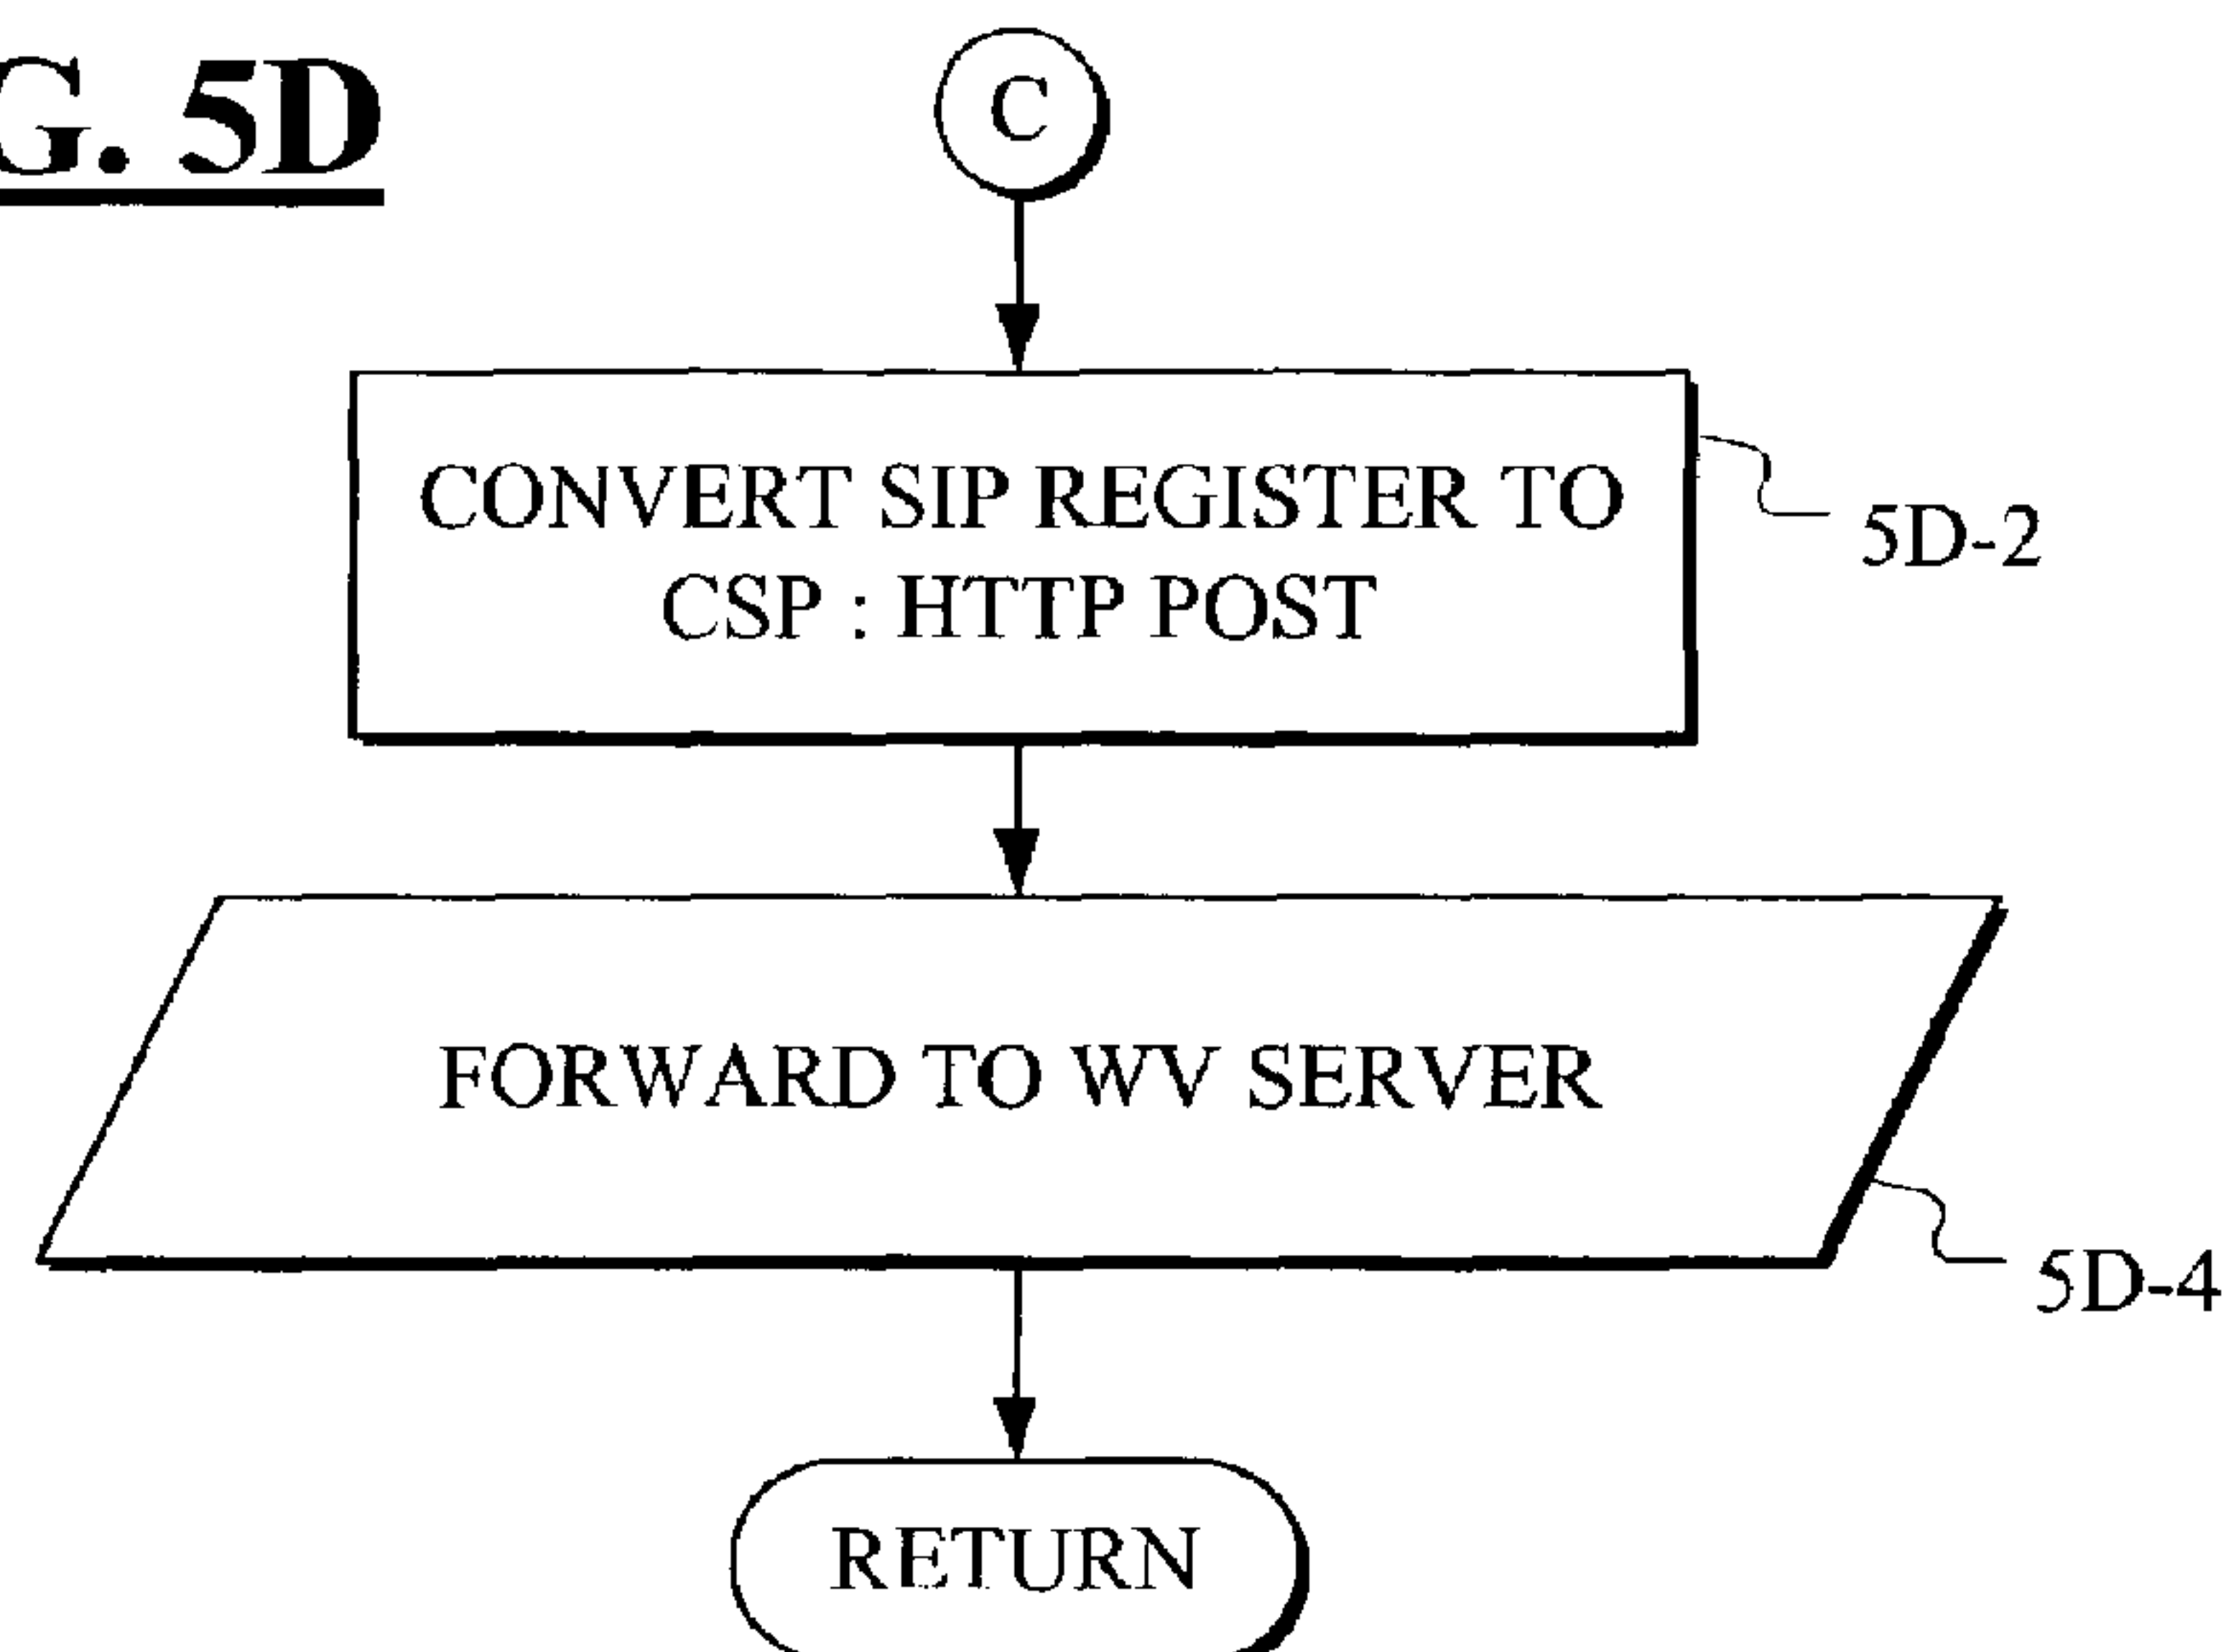 G. 5D
C
CONVERT SIP REGISTER TO
CSP : HTTP POST
5D-2
FORWARD TO WV SERVER
5D-4
RETURN